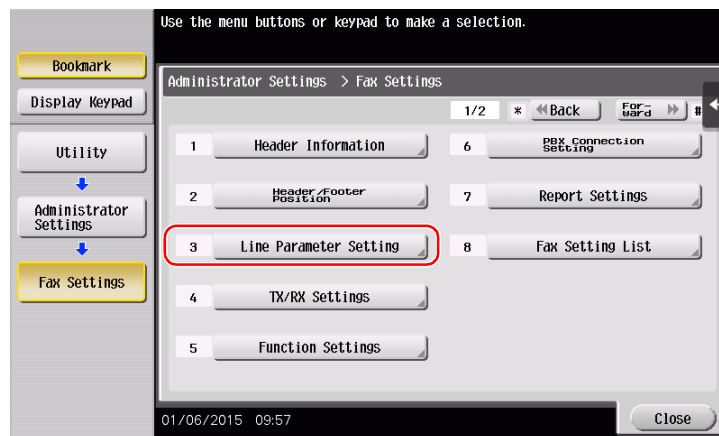 Use the menu buttons or keypad to make a selection.
Bookmark
Display Keypad
Utility
Administrator
Settings
Fax Settings
Administrator Settings > Fax Settings
1/2 * Back For-
ward #
1 Header Information
2 Header/Footer
Position
3 Line Parameter Setting
4 TX/RX Settings
5 Function Settings
6 PBX Connection
Setting
7 Report Settings
8 Fax Setting List
01/06/2015 09:57
Close